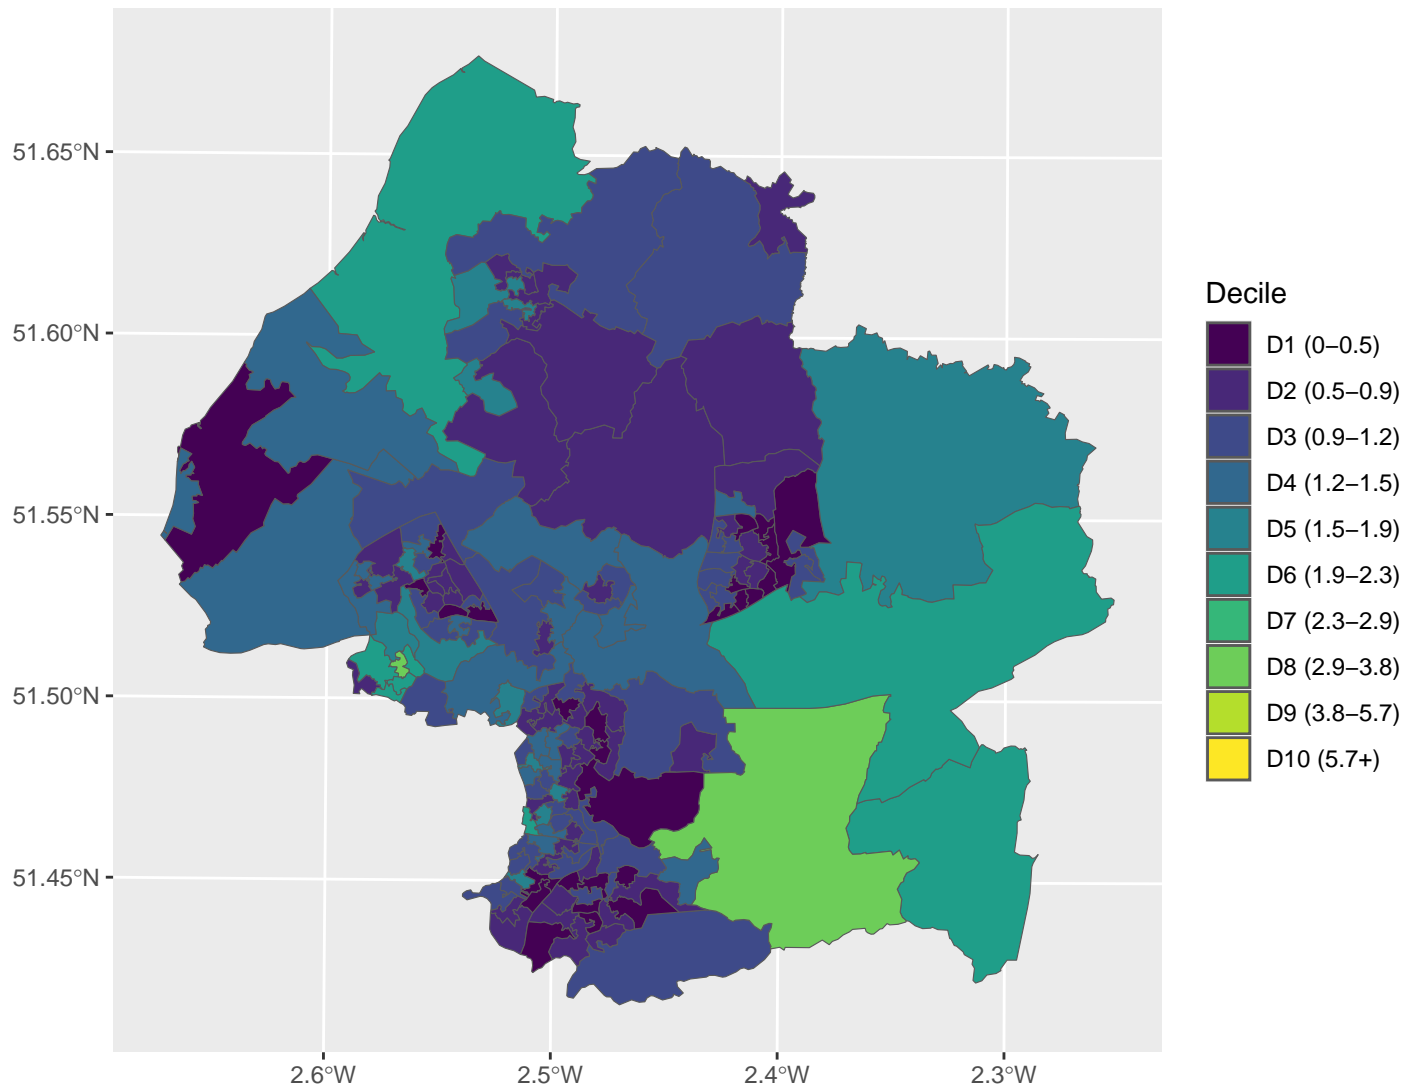 51.65°N
51.60°N
51.55°N
51.50°N
51.45°N
2.6°W
2.5°W
2.4°W
2.3°W
Decile
D1 (0−0.5)
D2 (0.5−0.9)
D3 (0.9−1.2)
D4 (1.2−1.5)
D5 (1.5−1.9)
D6 (1.9−2.3)
D7 (2.3−2.9)
D8 (2.9−3.8)
D9 (3.8−5.7)
D10 (5.7+)